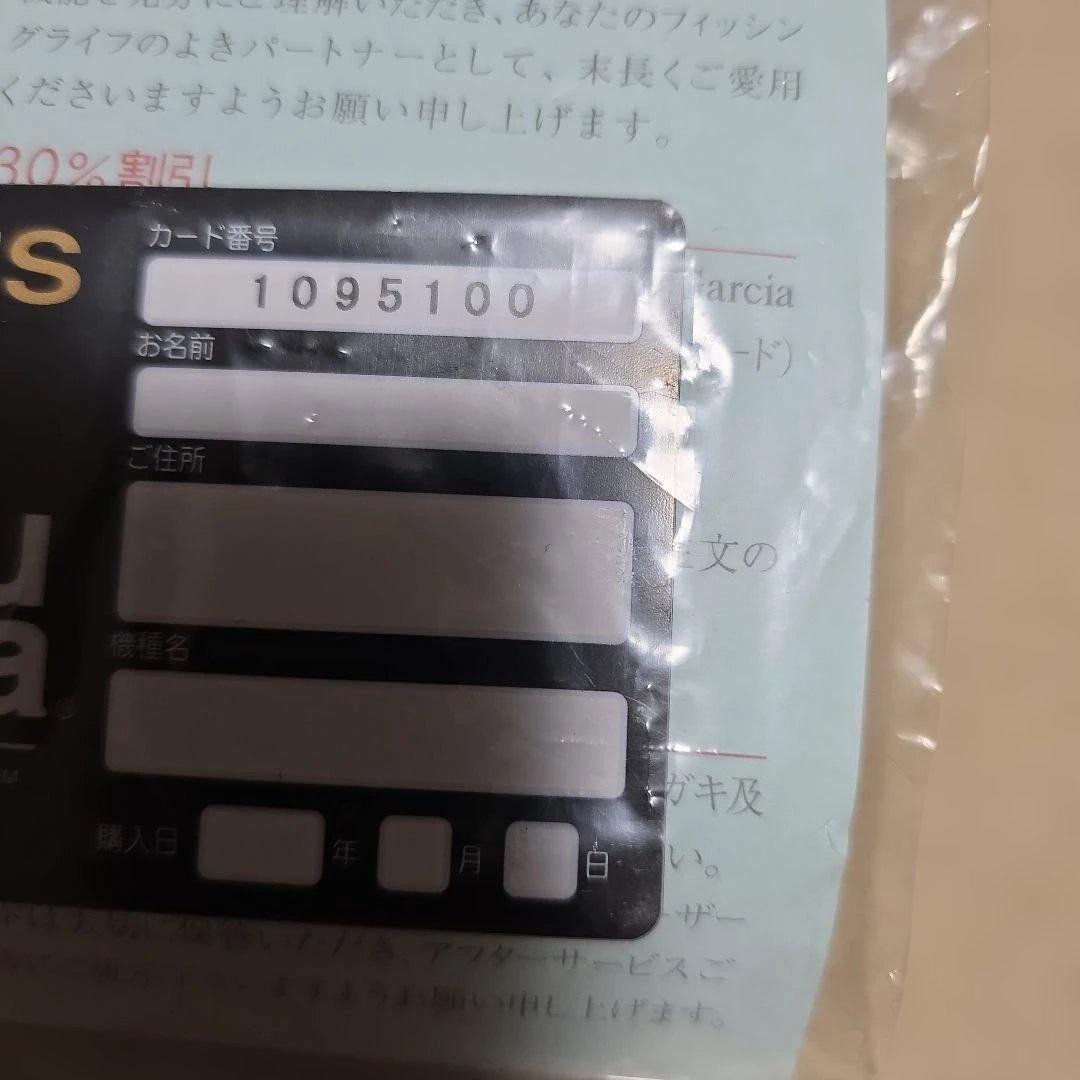 機能を充分にご理解いただき、あなたのフィッシン
グライフのよきパートナーとして、末長くご愛用
くださいますようお願い申し上げます。
30%割引
S
カード番号
1095100
Garcia
お名前
ード）
ご住所
文の
u
機種名
a®
ガキ及
購入日 年 月 日
い。
ーザー
アフターサービスご
ますようお願い申し上げます。